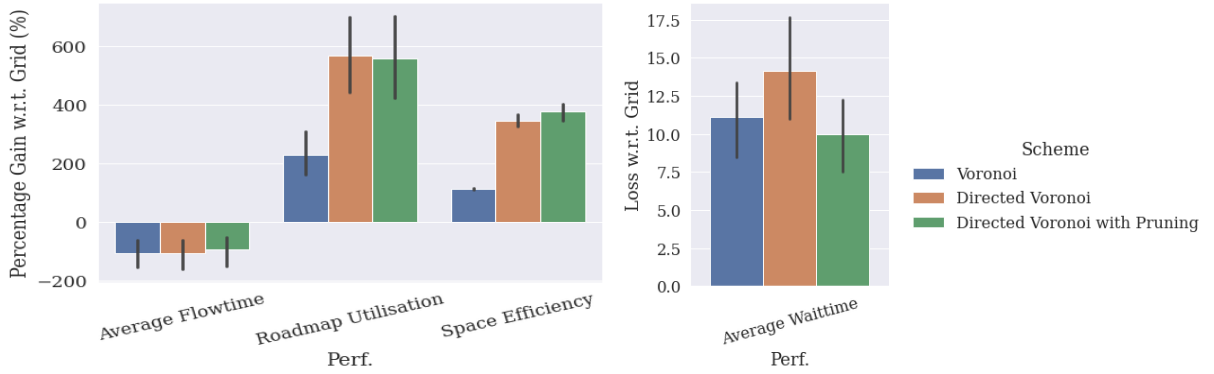 Percentage Gain w.r.t. Grid (%)
600
400
200
0
−200
Average Flowtime
Roadmap Utilisation
Space Efficiency
Perf.
Loss w.r.t. Grid
17.5
15.0
12.5
10.0
7.5
5.0
2.5
0.0
Average Waittime
Perf.
Scheme
Voronoi
Directed Voronoi
Directed Voronoi with Pruning